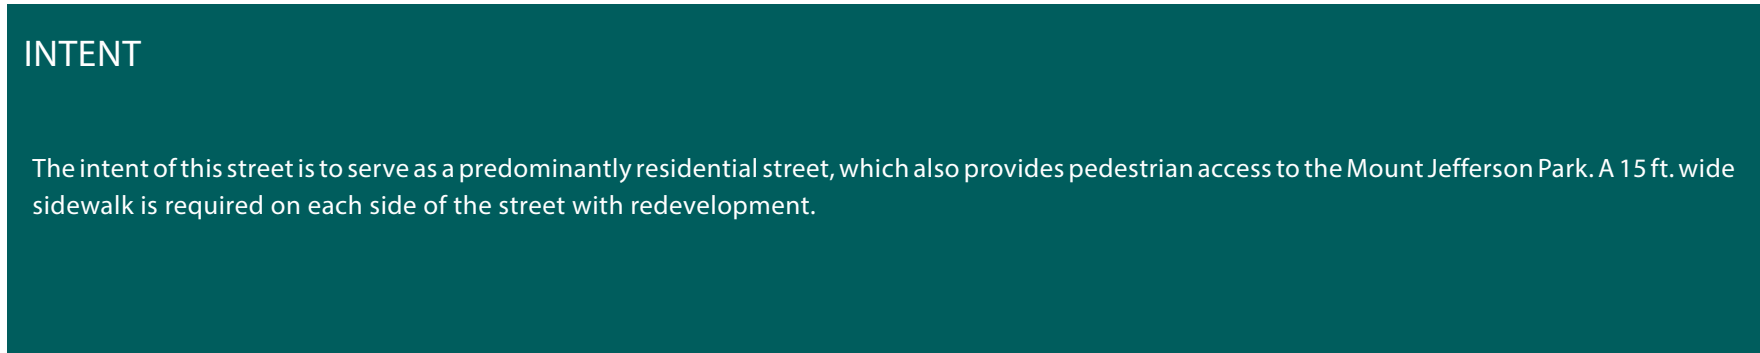 INTENT
The intent of this street is to serve as a predominantly residential street, which also provides pedestrian access to the Mount Jefferson Park. A 15 ft. wide
sidewalk is required on each side of the street with redevelopment.